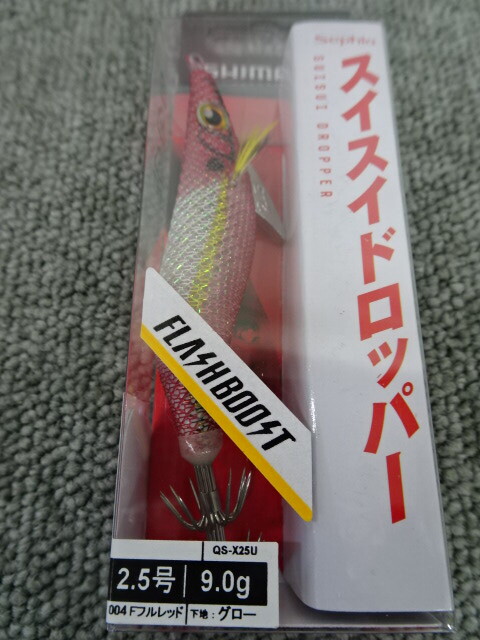 SHIM
Sephia
スイスイドロッパー
SUISUI DROPPER
FLASHBOOST
QS-X25U
2.5号
9.0g
004 Fフルレッド
下地:グロー